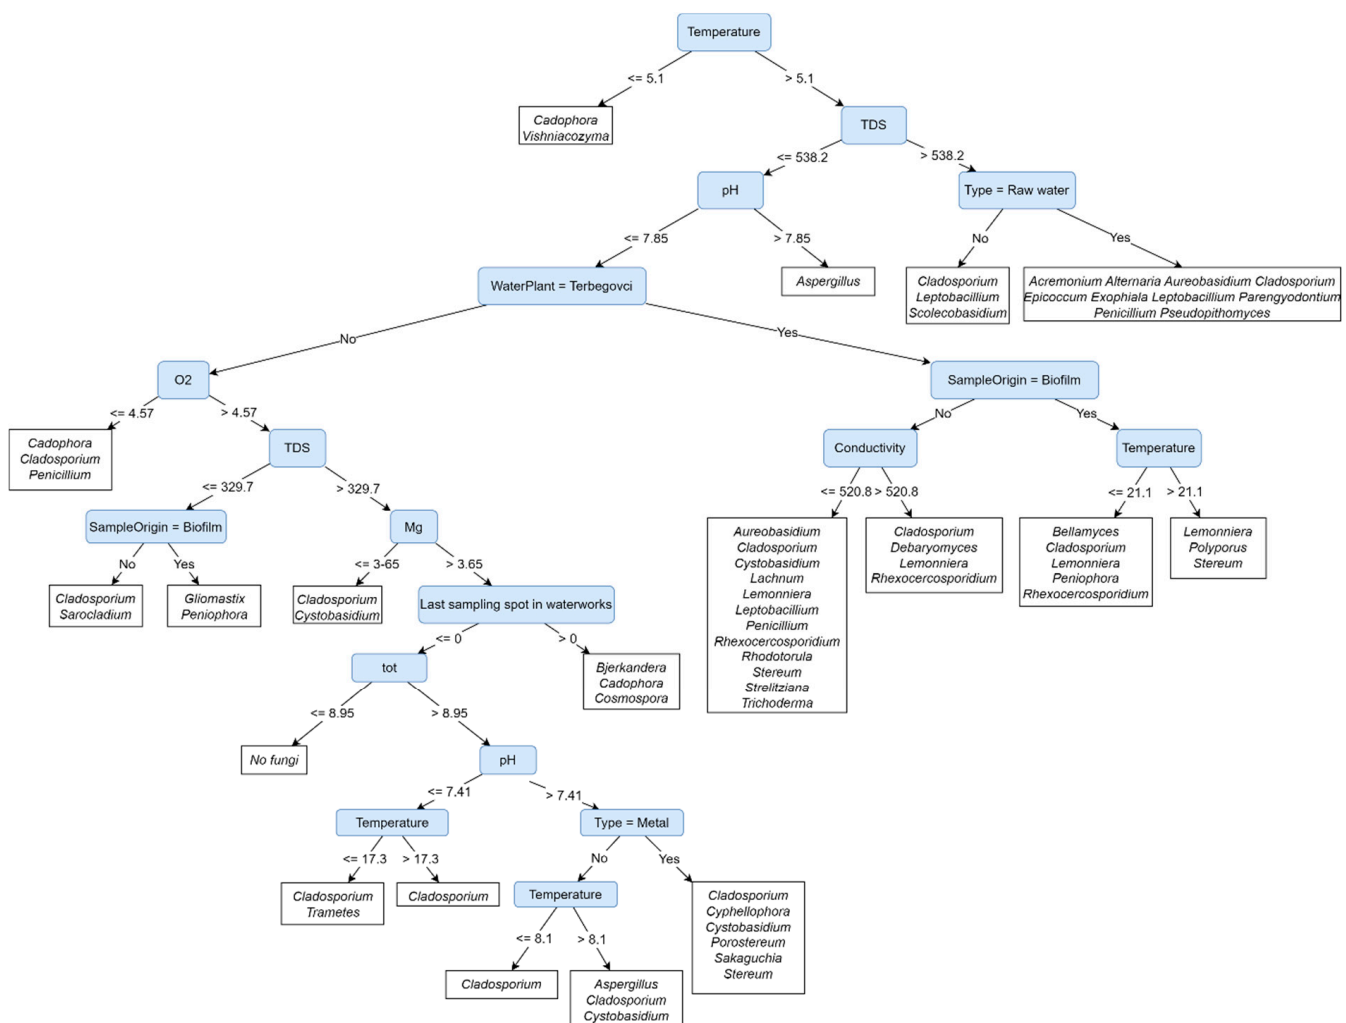 Temperature
<= 5.1
> 5.1
Cadophora
Vishniacozyma
TDS
<= 538.2
> 538.2
pH
Type = Raw water
<= 7.85
> 7.85
No
Yes
WaterPlant = Terbegovci
Aspergillus
Cladosporium
Leptobacillium
Scolecobasidium
Acremonium Alternaria Aureobasidium Cladosporium
Epicoccum Exophiala Leptobacillium Parengyodontium
Penicillium Pseudopithomyces
No
Yes
O2
SampleOrigin = Biofilm
<= 4.57
> 4.57
No
Yes
Cadophora
Cladosporium
Penicillium
TDS
Conductivity
Temperature
<= 329.7
> 329.7
<= 520.8
> 520.8
<= 21.1
> 21.1
SampleOrigin = Biofilm
Mg
Aureobasidium
Cladosporium
Cystobasidium
Lachnum
Lemonniera
Leptobacillium
Penicillium
Rhexocercosporidium
Rhodotorula
Stereum
Strelitziana
Trichoderma
Cladosporium
Debaryomyces
Lemonniera
Rhexocercosporidium
Bellamyces
Cladosporium
Lemonniera
Peniophora
Rhexocercosporidium
Lemonniera
Polyporus
Stereum
No
Yes
<= 3-65
> 3.65
Cladosporium
Sarocladium
Gliomastix
Peniophora
Cladosporium
Cystobasidium
Last sampling spot in waterworks
<= 0
> 0
tot
Bjerkandera
Cadophora
Cosmospora
<= 8.95
> 8.95
No fungi
pH
<= 7.41
> 7.41
Temperature
Type = Metal
<= 17.3
> 17.3
No
Yes
Cladosporium
Trametes
Cladosporium
Temperature
Cladosporium
Cyphellophora
Cystobasidium
Porostereum
Sakaguchia
Stereum
<= 8.1
> 8.1
Cladosporium
Aspergillus
Cladosporium
Cystobasidium